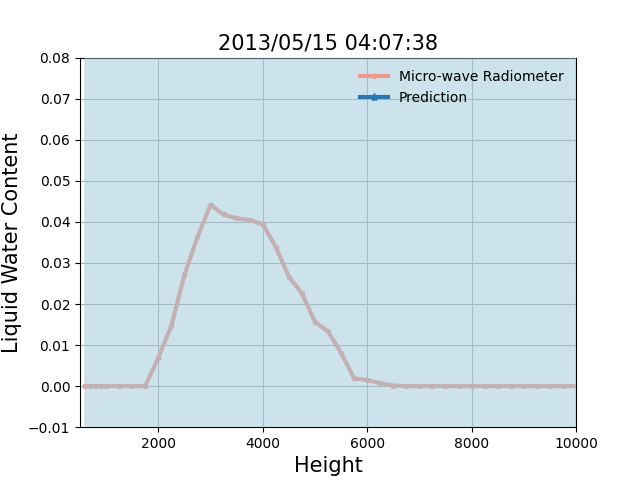 2013/05/15 04:07:38
Micro-wave Radiometer
Prediction
Liquid Water Content
0.08
0.07
0.06
0.05
0.04
0.03
0.02
0.01
0.00
−0.01
2000 4000 6000 8000 10000
Height